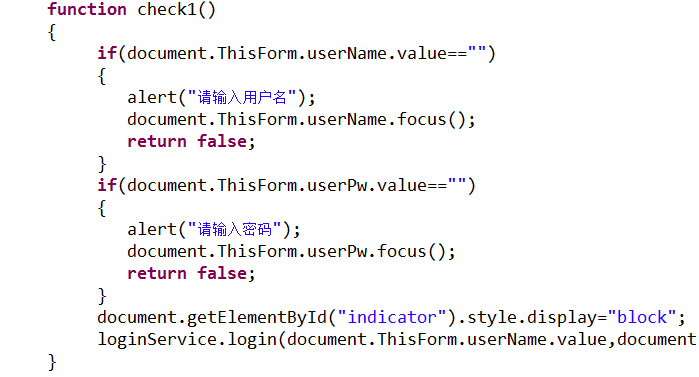 function check1()
{
if(document.ThisForm.userName.value=="")
{
alert("请输入用户名");
document.ThisForm.userName.focus();
return false;
}
if(document.ThisForm.userPw.value=="")
{
alert("请输入密码");
document.ThisForm.userPw.focus();
return false;
}
document.getElementById("indicator").style.display="block";
loginService.login(document.ThisForm.userName.value,document
}